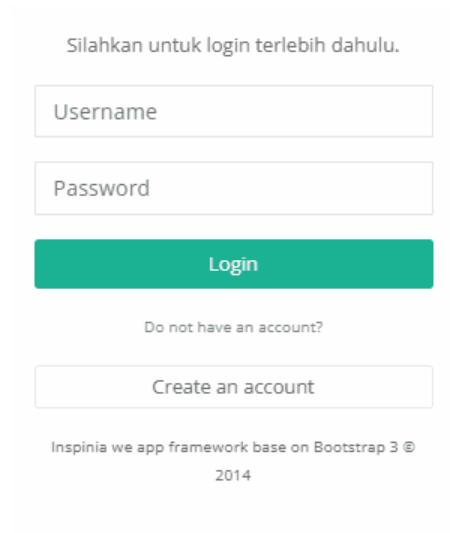 Silahkan untuk login terlebih dahulu.
Username
Password
Login
Do not have an account?
Create an account
Inspinia we app framework base on Bootstrap 3 ©
2014